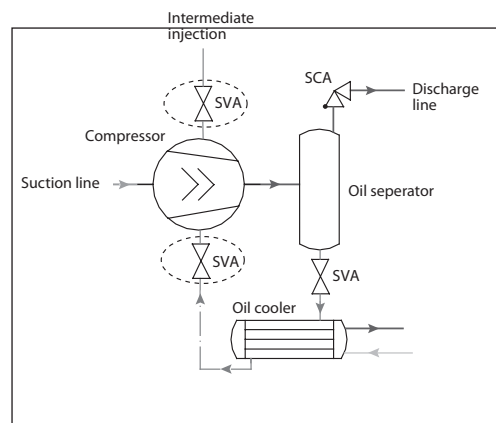 Intermediate
injection
SVA
SCA
Discharge
line
Compressor
Suction line
Oil seperator
SVA
SVA
Oil cooler